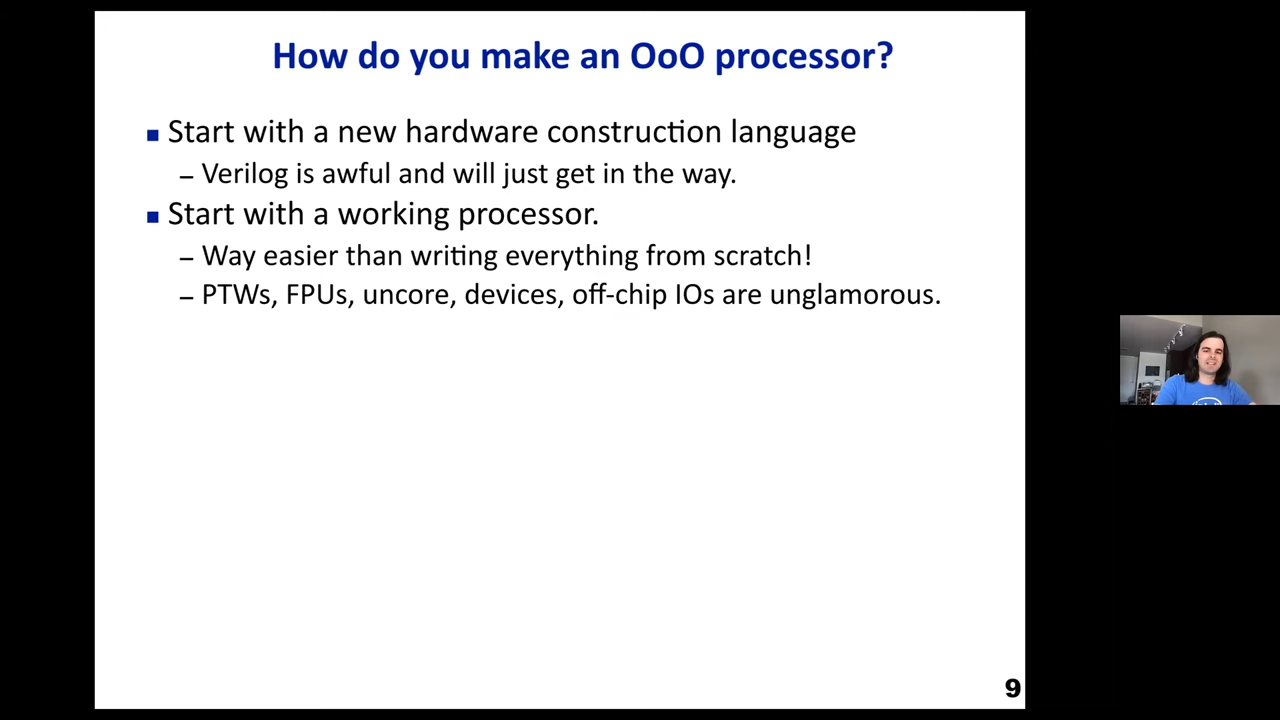 How do you make an OoO processor?
▪ Start with a new hardware construction language
– Verilog is awful and will just get in the way.
▪ Start with a working processor.
– Way easier than writing everything from scratch!
– PTWs, FPUs, uncore, devices, off-chip IOs are unglamorous.
9